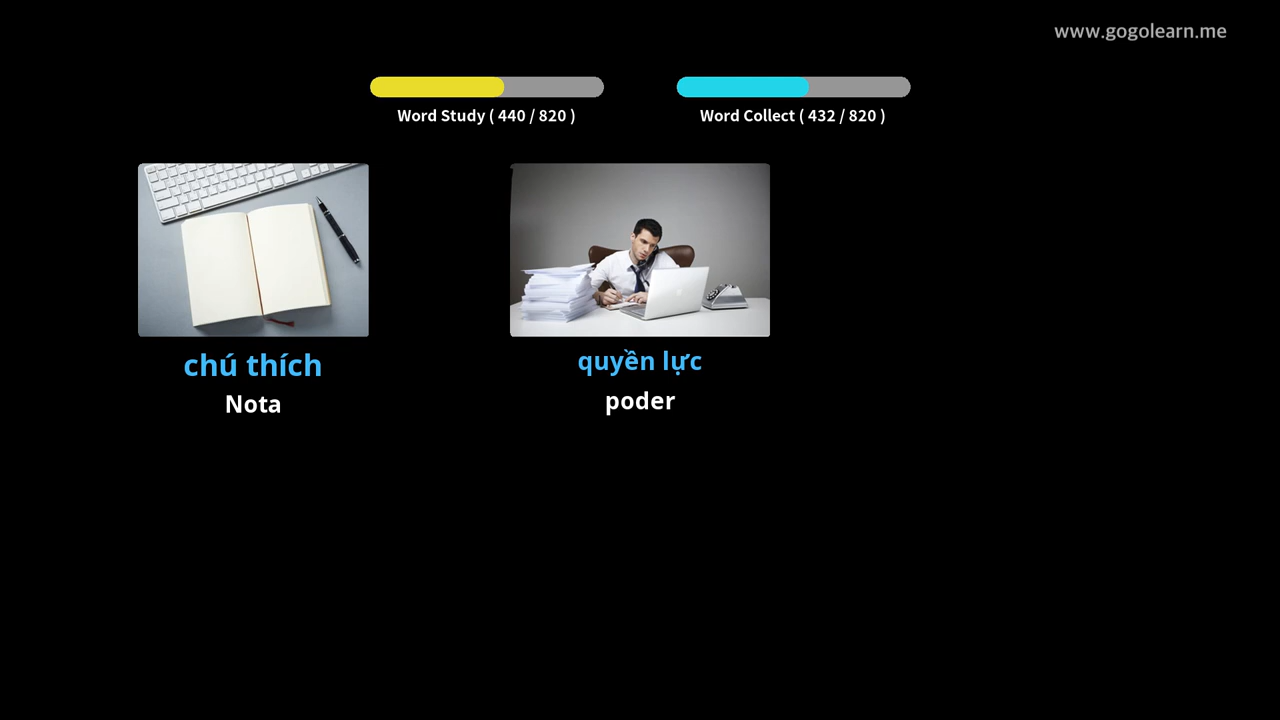 www.gogolearn.me
Word Study ( 440 / 820 )
Word Collect ( 432 / 820 )
chú thích
Nota
quyền lực
poder